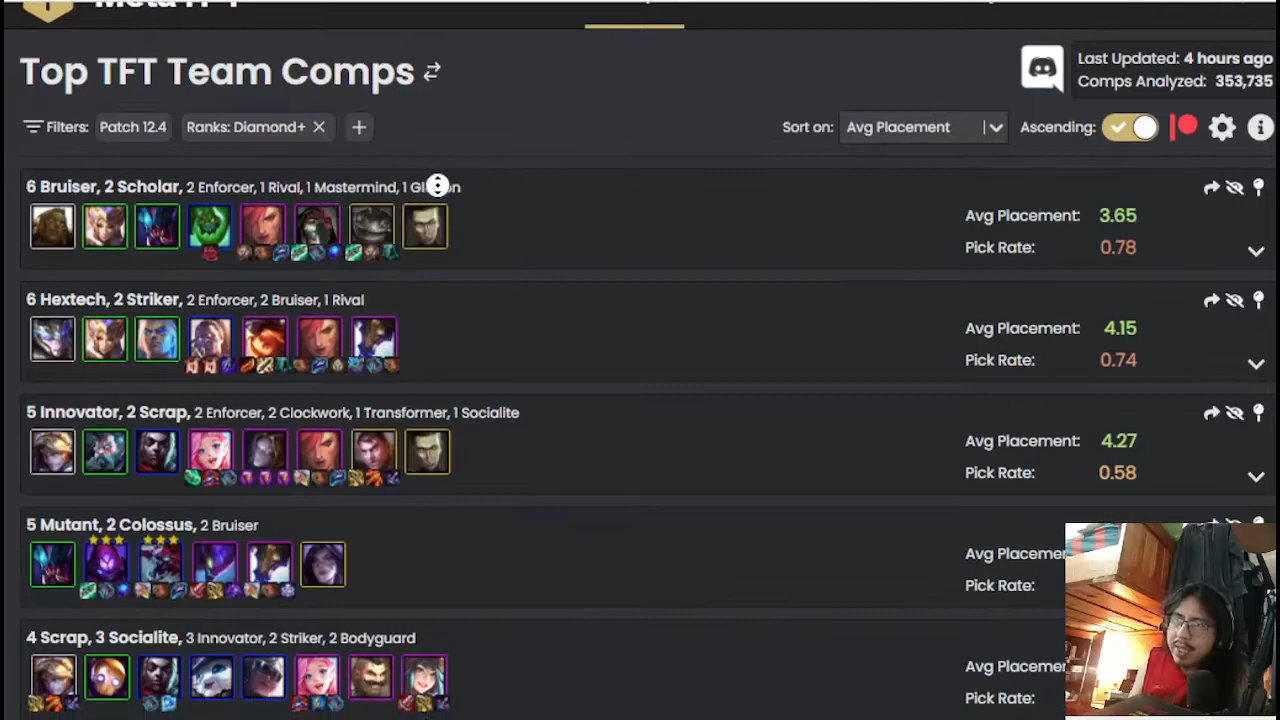 Top TFT Team Comps
Last Updated: 4 hours ago
Comps Analyzed: 353,735
Filters: Patch 12.4 Ranks: Diamond+
Sort on: Avg Placement Ascending:
6 Bruiser, 2 Scholar, 2 Enforcer, 1 Rival, 1 Mastermind, 1
Avg Placement: 3.65
Pick Rate: 0.78
6 Hextech, 2 Striker, 2 Enforcer, 2 Bruiser, 1 Rival
Avg Placement: 4.15
Pick Rate: 0.74
5 Innovator, 2 Scrap, 2 Enforcer, 2 Clockwork, 1 Transformer, 1 Socialite
Avg Placement: 4.27
Pick Rate: 0.58
5 Mutant, 2 Colossus, 2 Bruiser
Avg Placemen
Pick Rate:
4 Scrap, 3 Socialite, 3 Innovator, 2 Striker, 2 Bodyguard
Avg Placemen
Pick Rate: